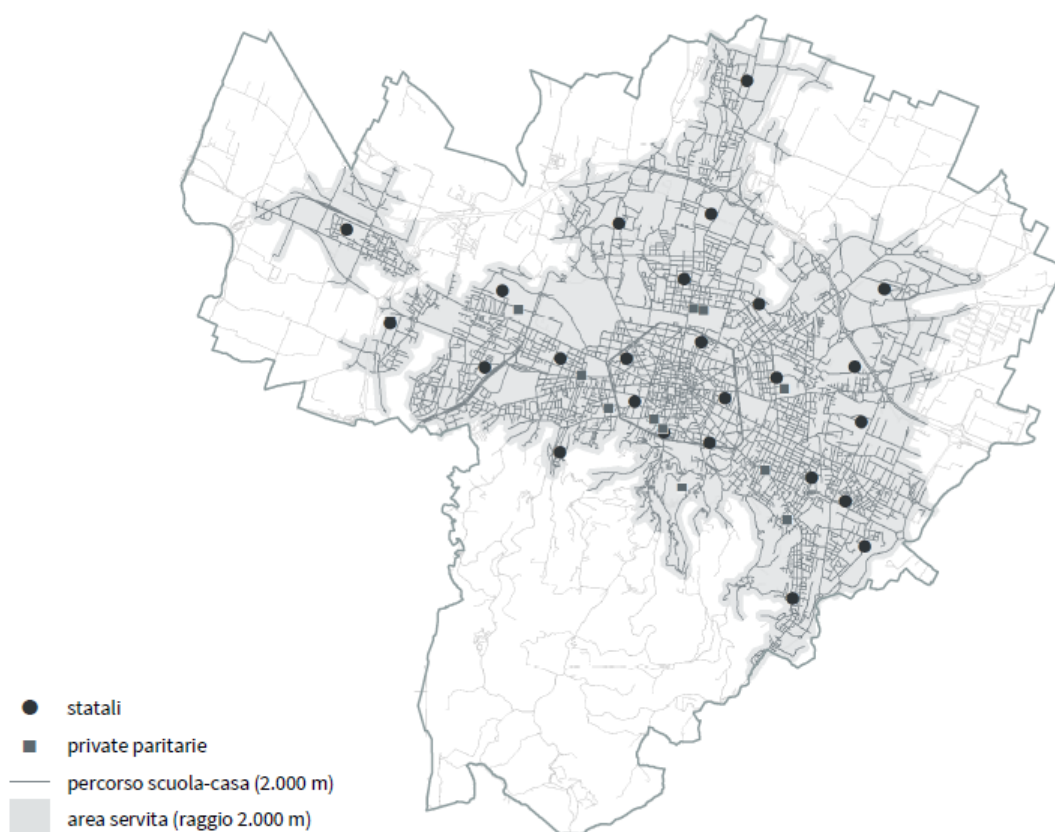 statali
private paritarie
percorso scuola-casa (2.000 m)
area servita (raggio 2.000 m)